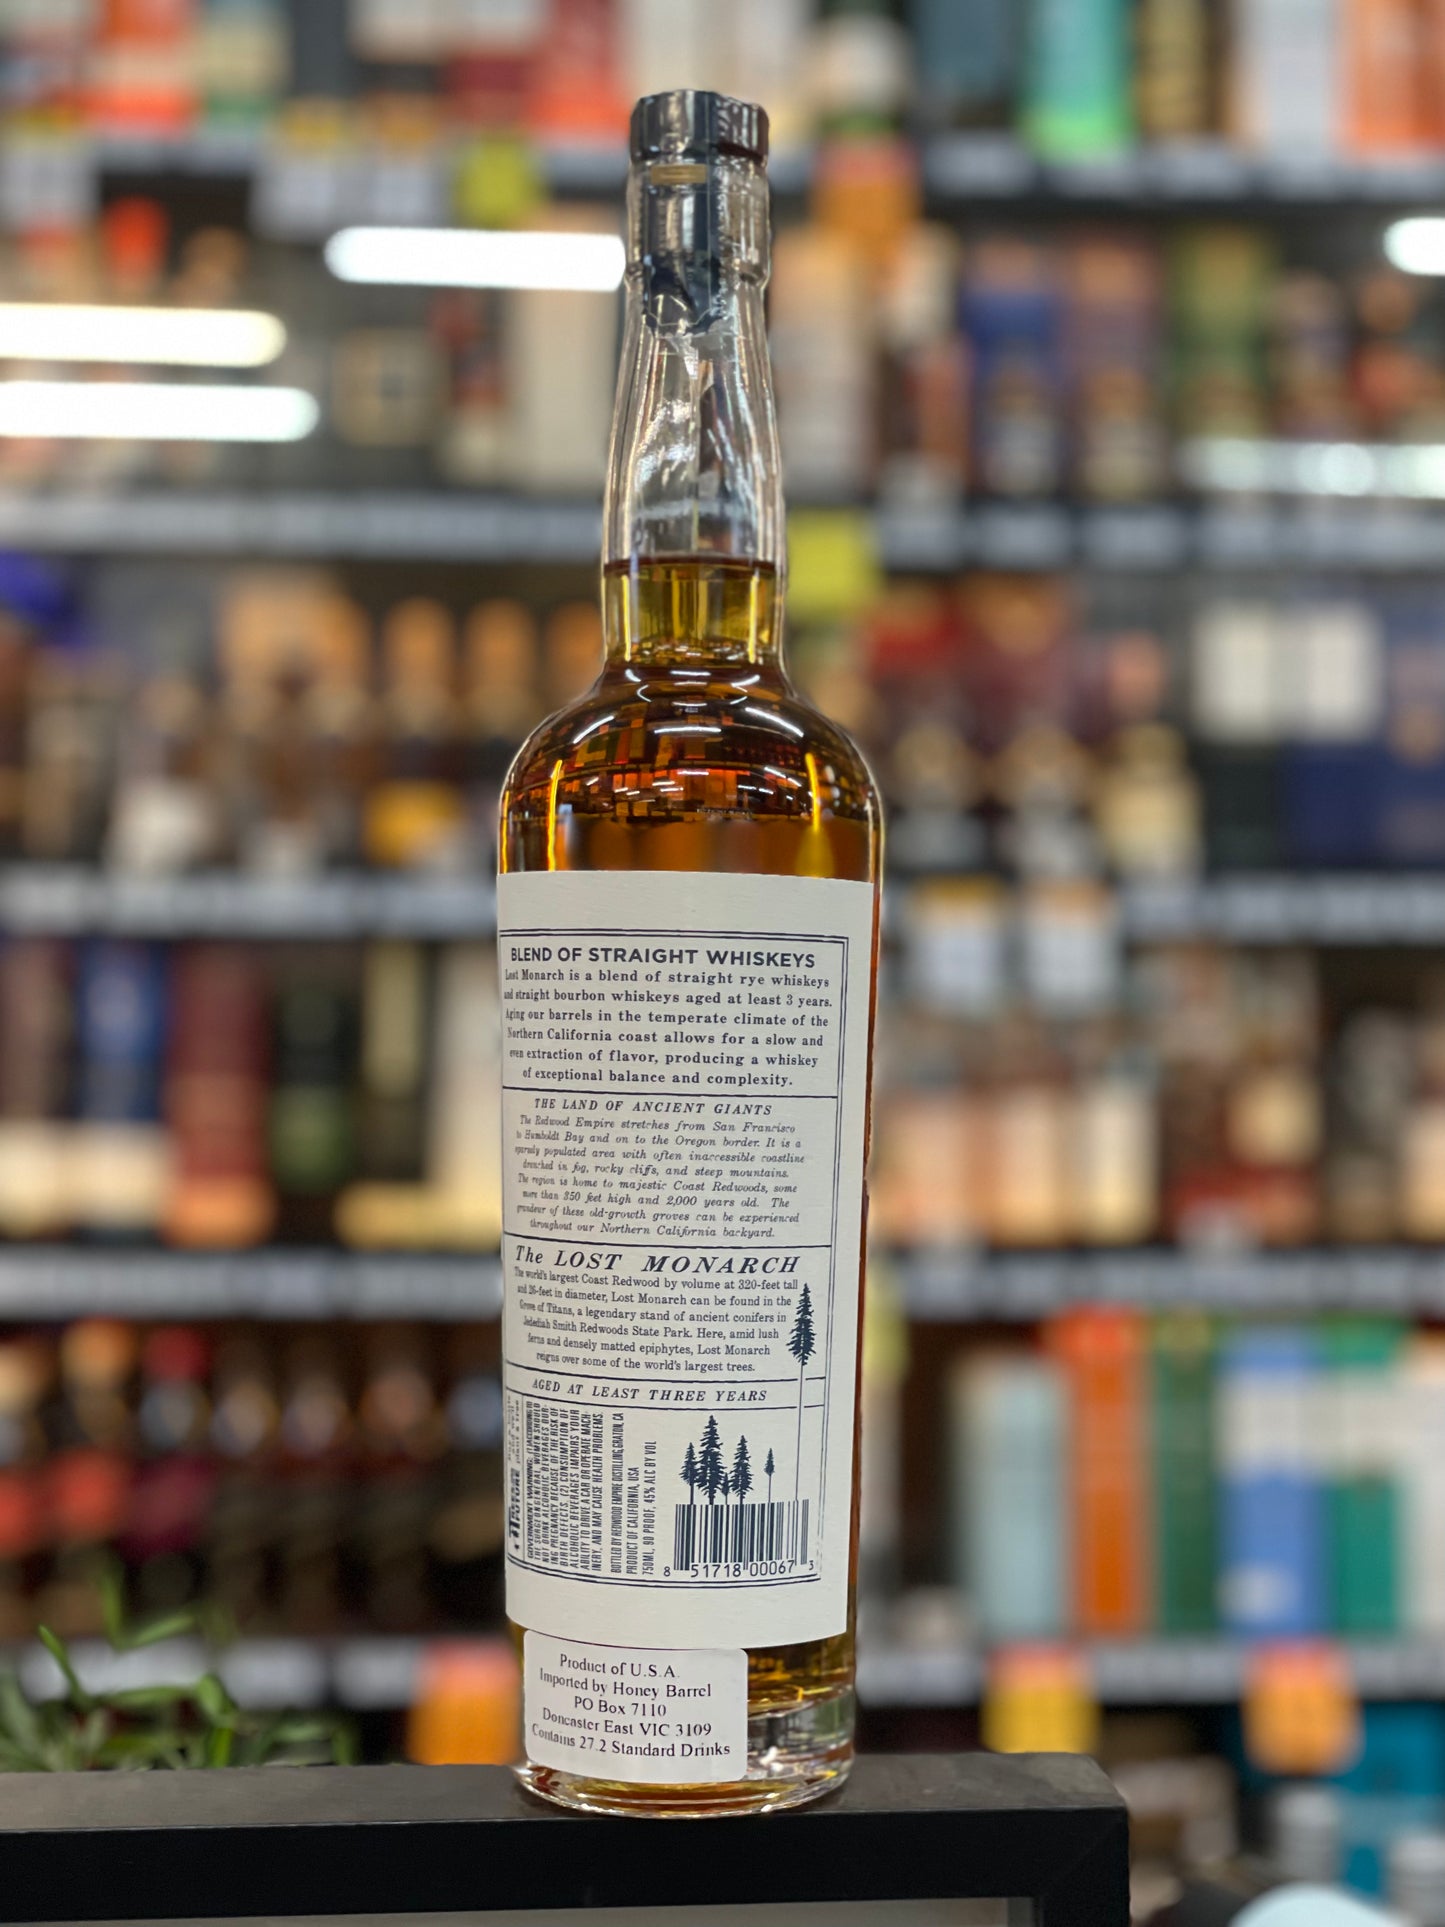 BLEND OF STRAIGHT WHISKEYS
Lost Monarch is a blend of straight rye whiskeys
and straight bourbon whiskeys aged at least 3 years.
Aging our barrels in the temperate climate of the
Northern California coast allows for a slow and
even extraction of flavor, producing a whiskey
of exceptional balance and complexity.
THE LAND OF ANCIENT GIANTS
The Redwood Empire stretches from San Francisco
to Humboldt Bay and on to the Oregon border. It is a
sparsely populated area with often inaccessible coastline
drenched in fog, rocky cliffs, and steep mountains.
The region is home to majestic Coast Redwoods, some
more than 350 feet high and 2,000 years old. The
grandeur of these old-growth groves can be experienced
throughout our Northern California backyard.
The LOST MONARCH
The world's largest Coast Redwood by volume at 320-feet tall
and 26-feet in diameter, Lost Monarch can be found in the
Grove of Titans, a legendary stand of ancient conifers in
Jedediah Smith Redwoods State Park. Here, amid lush
ferns and densely matted epiphytes, Lost Monarch
reigns over some of the world's largest trees.
AGED AT LEAST THREE YEARS
FUTURE
GOVERNMENT WARNING: (1) ACCORDING TO
THE SURGEON GENERAL, WOMEN SHOULD
NOT DRINK ALCOHOLIC BEVERAGES DUR-
ING PREGNANCY BECAUSE OF THE RISK OF
BIRTH DEFECTS. (2) CONSUMPTION OF
ALCOHOLIC BEVERAGES IMPAIRS YOUR
ABILITY TO DRIVE A CAR OR OPERATE MACH-
INERY, AND MAY CAUSE HEALTH PROBLEMS.
BOTTLED BY REDWOOD EMPIRE DISTILLING, GRATON, CA
PRODUCT OF CALIFORNIA, USA
750ML, 90 PROOF, 45% ALC BY VOL
8 51718 00067 3
Product of U.S.A.
Imported by Honey Barrel
PO Box 7110
Doncaster East VIC 3109
Contains 27.2 Standard Drinks